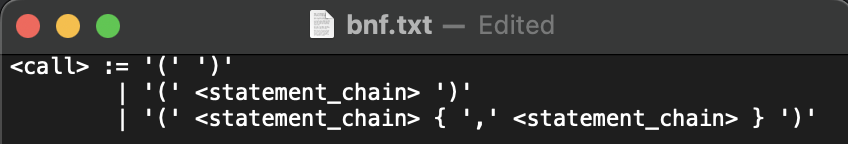 bnf.txt — Edited
<call> := '(' ')'
| '(' <statement_chain> ')'
| '(' <statement_chain> { ',' <statement_chain> } ')'